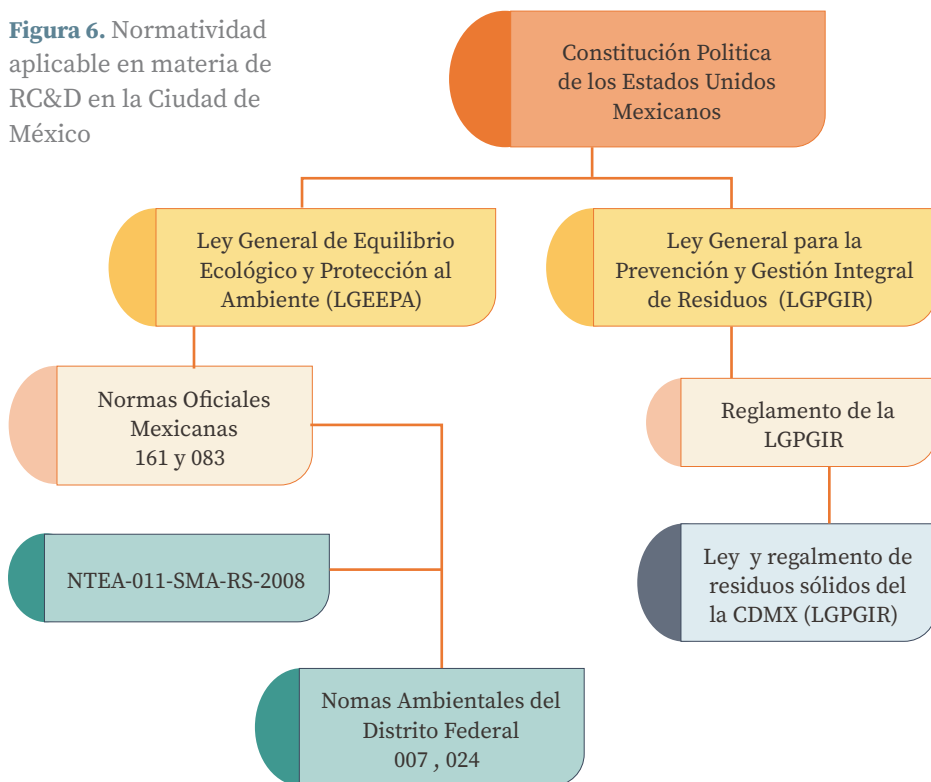 Figura 6. Normatividad
aplicable en materia de
RC&D en la Ciudad de
México
Constitución Politica
de los Estados Unidos
Mexicanos
Ley General de Equilibrio
Ecológico y Protección al
Ambiente (LGEEPA)
Ley General para la
Prevención y Gestión Integral
de Residuos (LGPGIR)
Normas Oficiales
Mexicanas
161 y 083
Reglamento de la
LGPGIR
NTEA-011-SMA-RS-2008
Ley y regalmento de
residuos sólidos del
la CDMX (LGPGIR)
Nomas Ambientales del
Distrito Federal
007 , 024